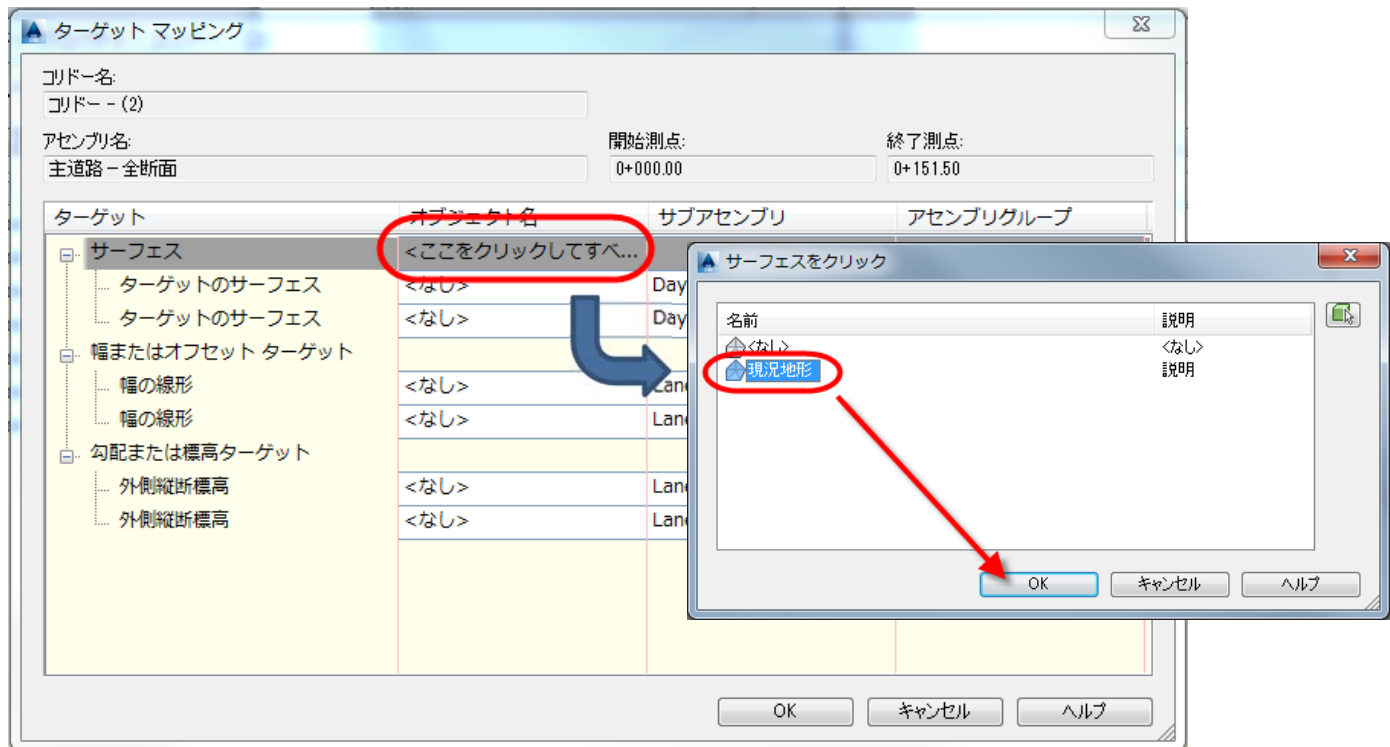 ターゲット マッピング
コリドー名:
コリドー - (2)
アセンブリ名:
開始測点:
終了測点:
主道路 - 全断面
0+000.00
0+151.50
ターゲット
オブジェクト名
サブアセンブリ
アセンブリグループ
サーフェス
<ここをクリックしてすべ...
ターゲットのサーフェス
<なし>
Day
ターゲットのサーフェス
<なし>
Day
幅またはオフセット ターゲット
幅の線形
<なし>
Lane
幅の線形
<なし>
Lan
勾配または標高ターゲット
外側縦断標高
<なし>
Lane
外側縦断標高
<なし>
Lan
OK
キャンセル
ヘルプ
サーフェスをクリック
名前
説明
<なし>
<なし>
現況地形
説明
OK
キャンセル
ヘルプ